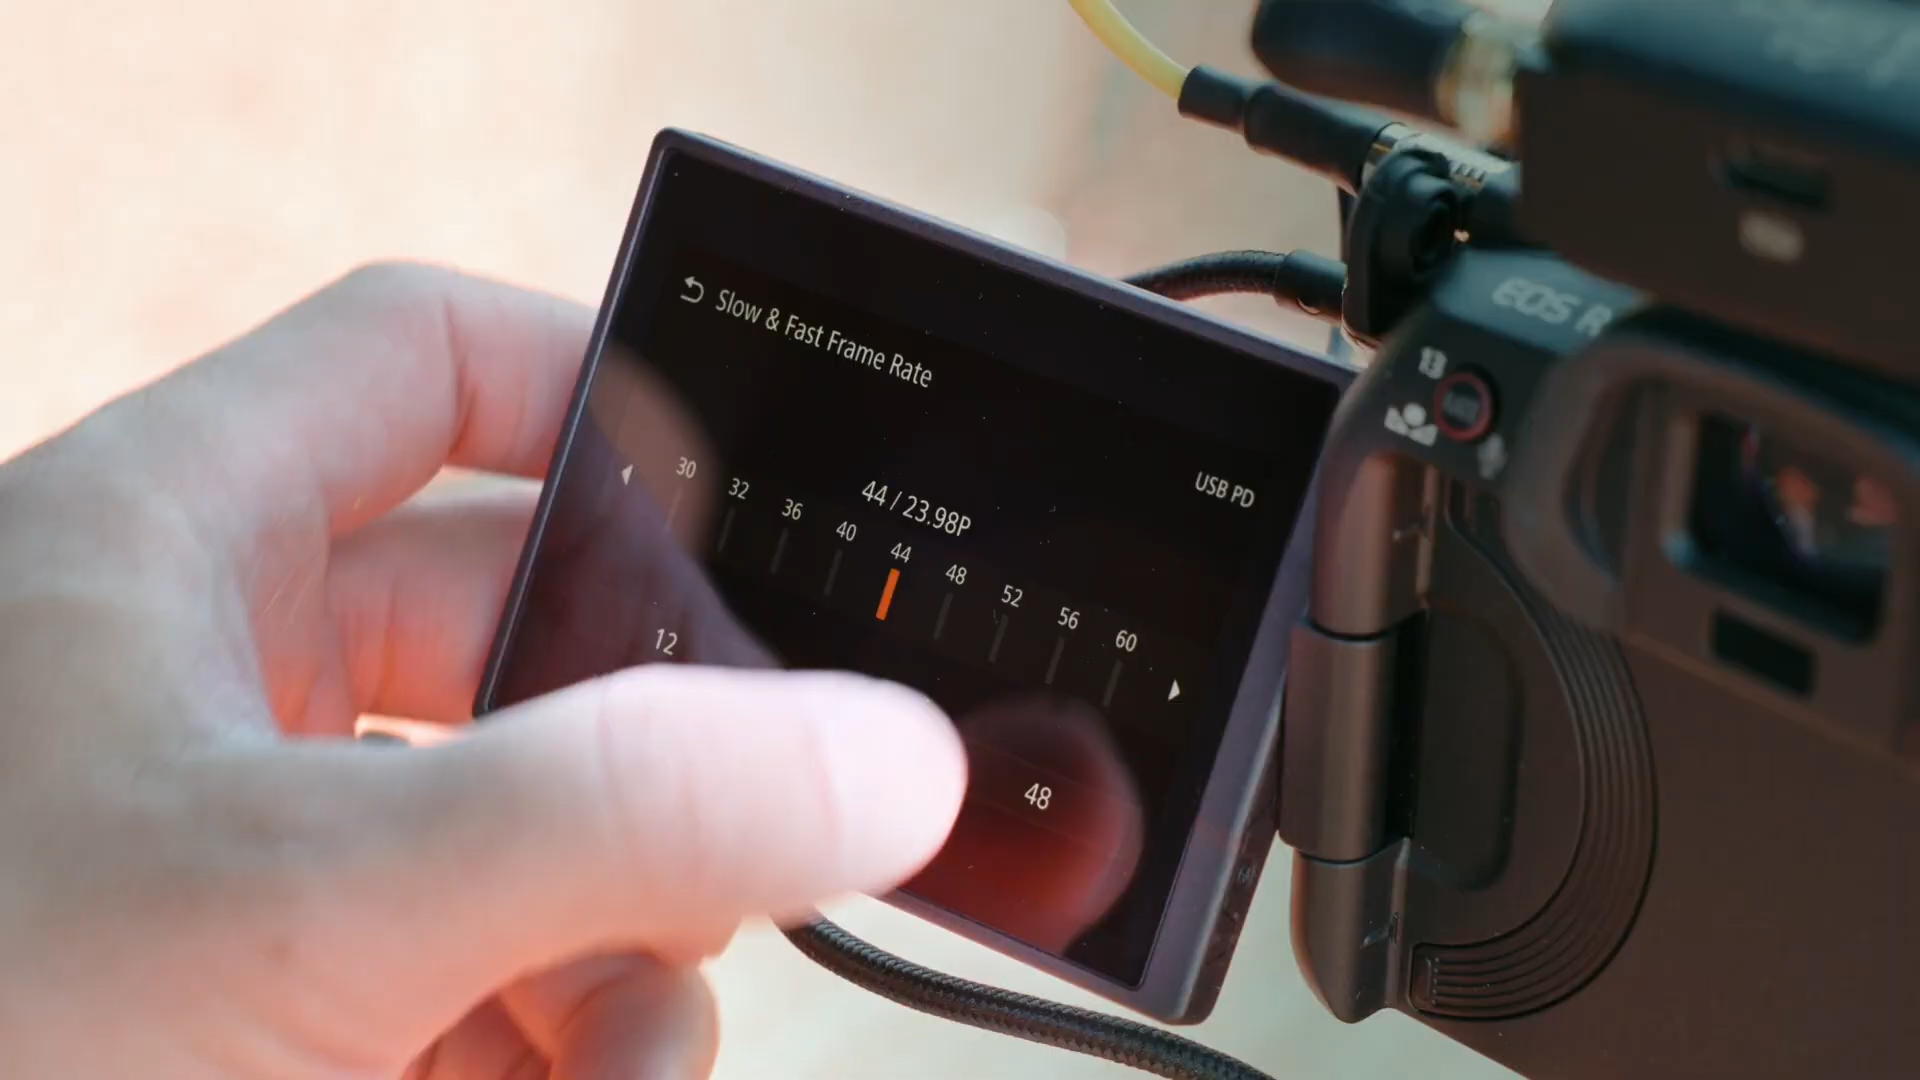 Slow & Fast Frame Rate
USB PD
44 / 23.98P
30 32 36 40 44 48 52 56 60
12
48
EOS R
13